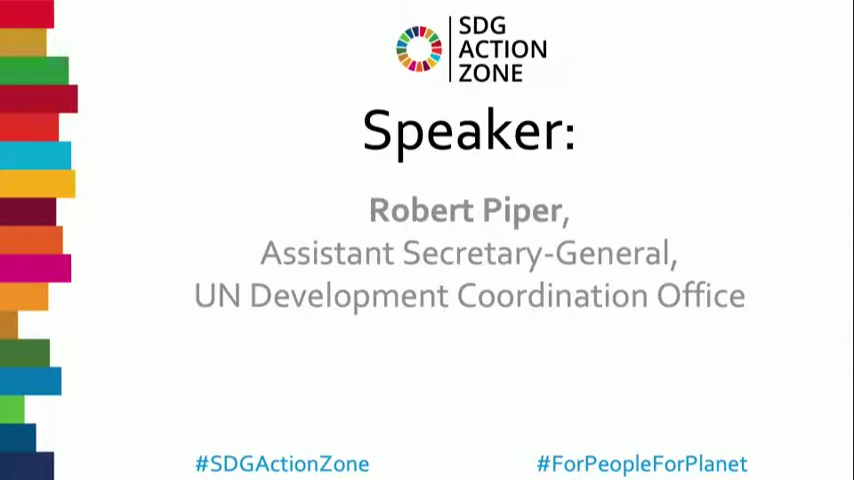 SDG
ACTION
ZONE
Speaker:
Robert Piper,
Assistant Secretary-General,
UN Development Coordination Office
#SDGActionZone
#ForPeopleForPlanet